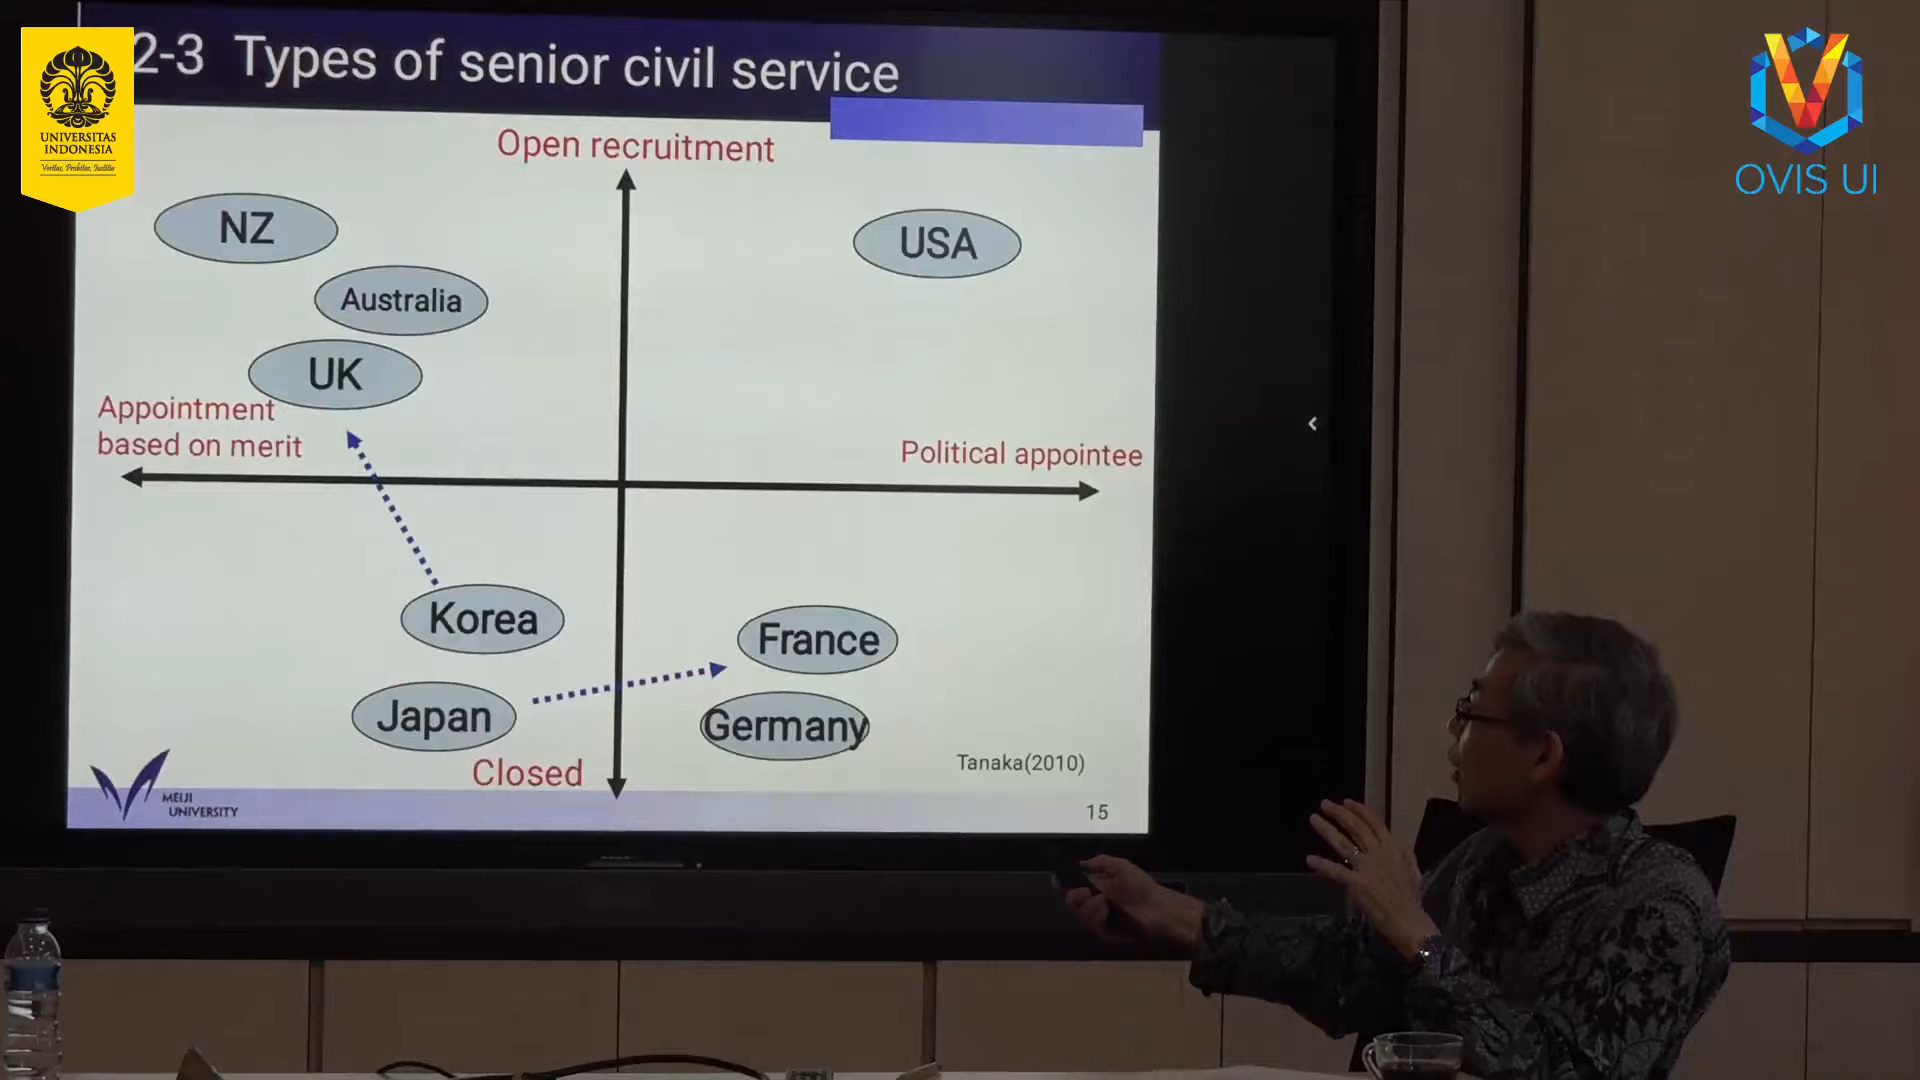 2-3 Types of senior civil service
UNIVERSITAS
INDONESIA
Veritas, Probitas, Justitia
OVIS UI
Open recruitment
NZ
USA
Australia
UK
Appointment
based on merit
Political appointee
Korea
France
Japan
Germany
Closed
Tanaka(2010)
MEIJI
UNIVERSITY
15